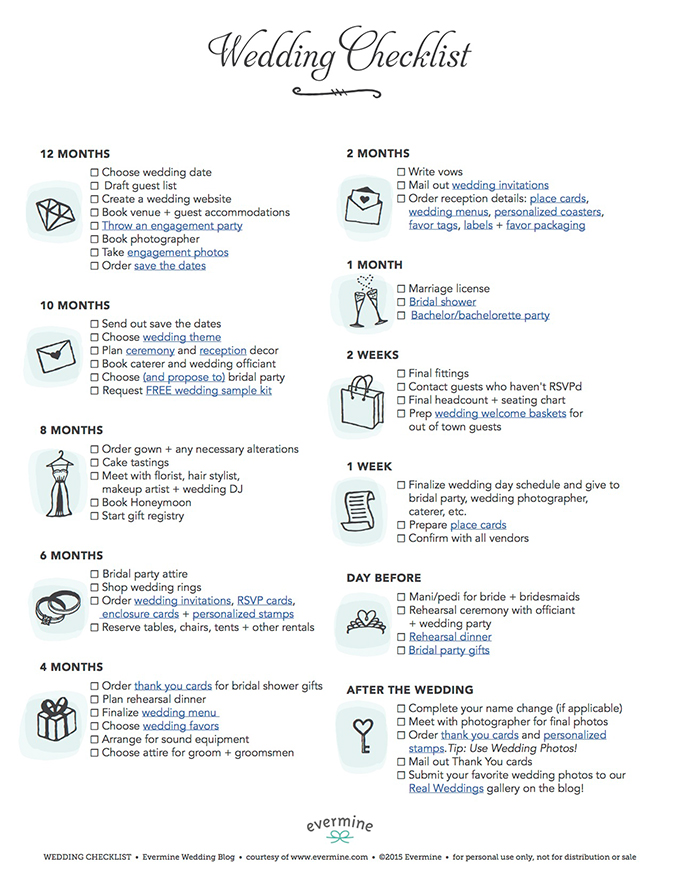 Wedding Checklist
12 MONTHS
☐ Choose wedding date
☐ Draft guest list
☐ Create a wedding website
☐ Book venue + guest accommodations
☐ Throw an engagement party
☐ Book photographer
☐ Take engagement photos
☐ Order save the dates
10 MONTHS
☐ Send out save the dates
☐ Choose wedding theme
☐ Plan ceremony and reception decor
☐ Book caterer and wedding officiant
☐ Choose (and propose to) bridal party
☐ Request FREE wedding sample kit
8 MONTHS
☐ Order gown + any necessary alterations
☐ Cake tastings
☐ Meet with florist, hair stylist,
makeup artist + wedding DJ
☐ Book Honeymoon
☐ Start gift registry
6 MONTHS
☐ Bridal party attire
☐ Shop wedding rings
☐ Order wedding invitations, RSVP cards,
enclosure cards + personalized stamps
☐ Reserve tables, chairs, tents + other rentals
4 MONTHS
☐ Order thank you cards for bridal shower gifts
☐ Plan rehearsal dinner
☐ Finalize wedding menu
☐ Choose wedding favors
☐ Arrange for sound equipment
☐ Choose attire for groom + groomsmen
2 MONTHS
☐ Write vows
☐ Mail out wedding invitations
☐ Order reception details: place cards,
wedding menus, personalized coasters,
favor tags, labels + favor packaging
1 MONTH
☐ Marriage license
☐ Bridal shower
☐ Bachelor/bachelorette party
2 WEEKS
☐ Final fittings
☐ Contact guests who haven't RSVPd
☐ Final headcount + seating chart
☐ Prep wedding welcome baskets for
out of town guests
1 WEEK
☐ Finalize wedding day schedule and give to
bridal party, wedding photographer,
caterer, etc.
☐ Prepare place cards
☐ Confirm with all vendors
DAY BEFORE
☐ Mani/pedi for bride + bridesmaids
☐ Rehearsal ceremony with officiant
+ wedding party
☐ Rehearsal dinner
☐ Bridal party gifts
AFTER THE WEDDING
☐ Complete your name change (if applicable)
☐ Meet with photographer for final photos
☐ Order thank you cards and personalized
stamps. Tip: Use Wedding Photos!
☐ Mail out Thank You cards
☐ Submit your favorite wedding photos to our
Real Weddings gallery on the blog!
evermine
WEDDING CHECKLIST • Evermine Wedding Blog • courtesy of www.evermine.com • ©2015 Evermine • for personal use only, not for distribution or sale